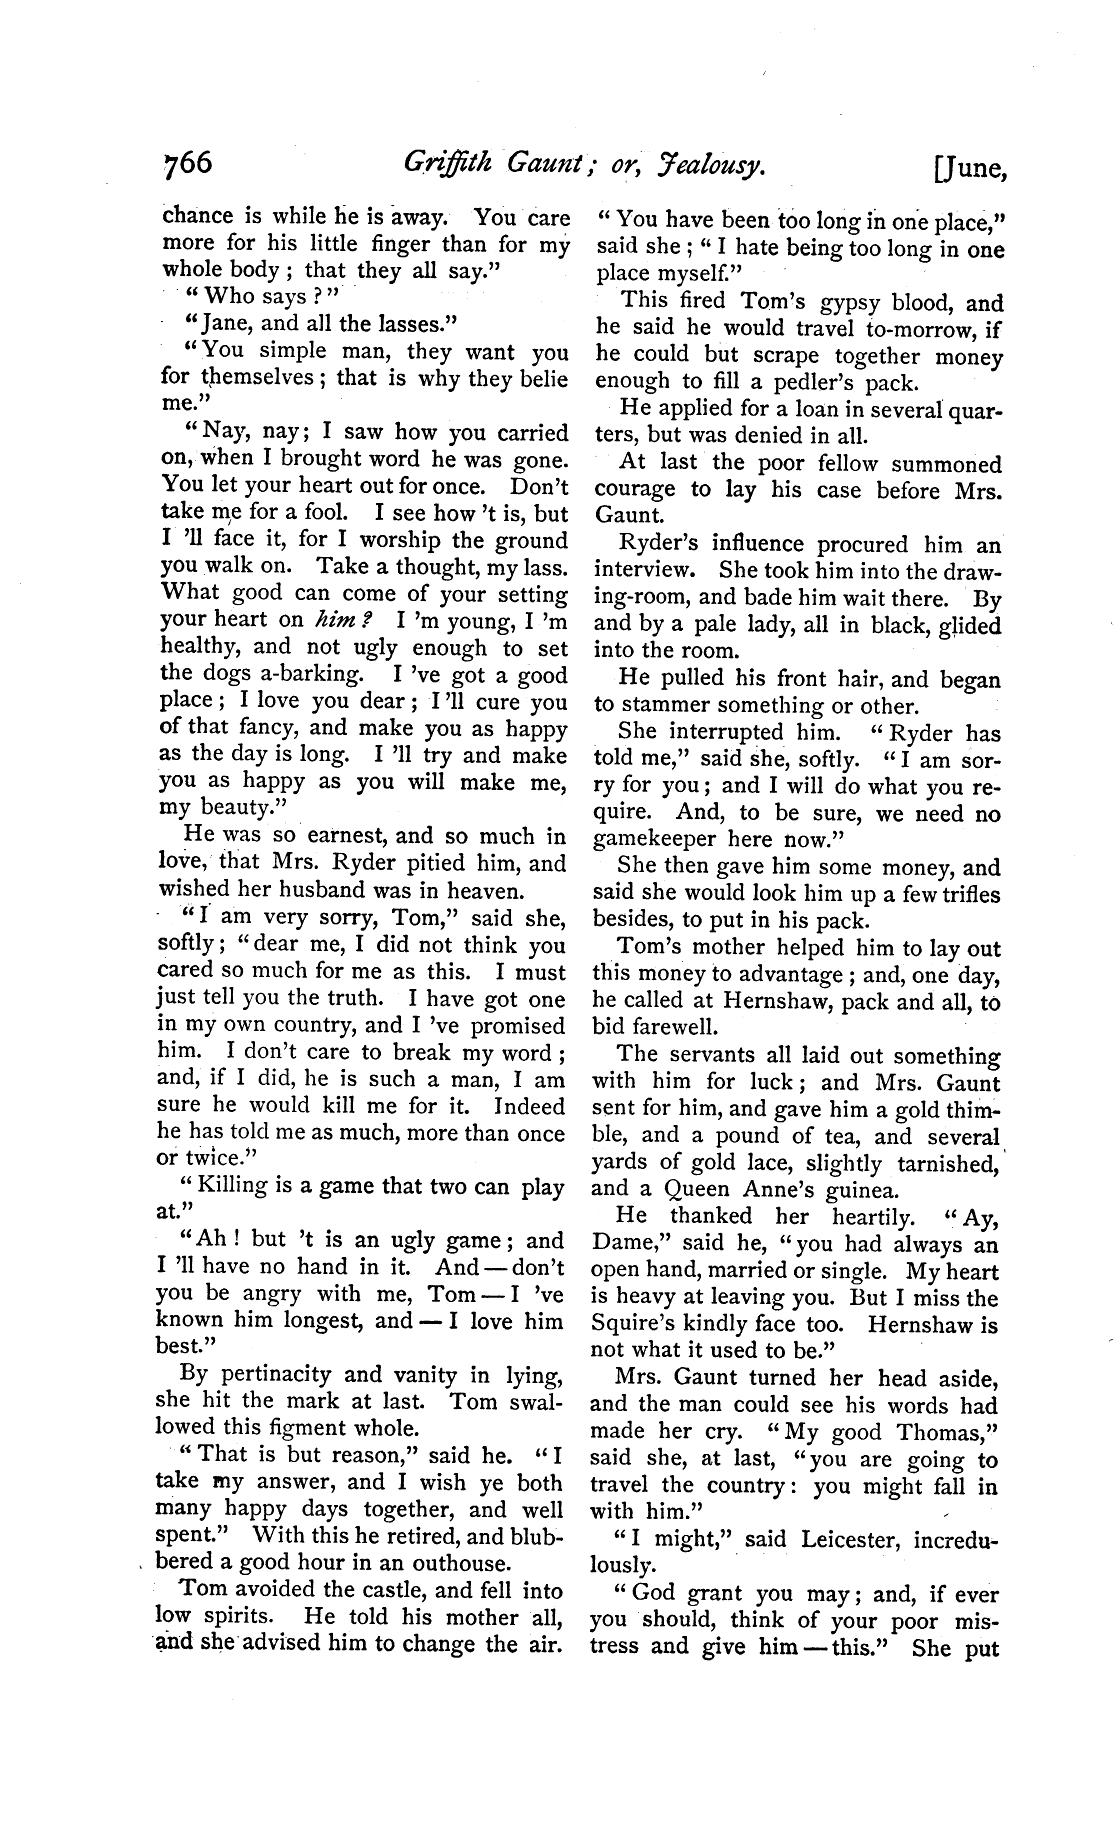 766 Griffith Gaunt; or, Jealousy. [June,
chance is while he is away. You care
more for his little finger than for my
whole body; that they all say.”
“Who says?”
“Jane, and all the lasses.”
“You simple man, they want you
for themselves; that is why they belie
me.”
“Nay, nay; I saw how you carried
on, when I brought word he was gone.
You let your heart out for once. Don’t
take me for a fool. I see how ’t is, but
I ’ll face it, for I worship the ground
you walk on. Take a thought, my lass.
What good can come of your setting
your heart on him? I ’m young, I ’m
healthy, and not ugly enough to set
the dogs a-barking. I ’ve got a good
place; I love you dear; I ’ll cure you
of that fancy, and make you as happy
as the day is long. I ’ll try and make
you as happy as you will make me,
my beauty.”
He was so earnest, and so much in
love, that Mrs. Ryder pitied him, and
wished her husband was in heaven.
“I am very sorry, Tom,” said she,
softly; “dear me, I did not think you
cared so much for me as this. I must
just tell you the truth. I have got one
in my own country, and I ’ve promised
him. I don’t care to break my word;
and, if I did, he is such a man, I am
sure he would kill me for it. Indeed
he has told me as much, more than once
or twice.”
“Killing is a game that two can play
at.”
“Ah! but ’t is an ugly game; and
I ’ll have no hand in it. And — don’t
you be angry with me, Tom — I ’ve
known him longest, and — I love him
best.”
By pertinacity and vanity in lying,
she hit the mark at last. Tom swal-
lowed this figment whole.
“That is but reason,” said he. “I
take my answer, and I wish ye both
many happy days together, and well
spent.” With this he retired, and blub-
bered a good hour in an outhouse.
Tom avoided the castle, and fell into
low spirits. He told his mother all,
and she advised him to change the air.
“You have been too long in one place,”
said she; “I hate being too long in one
place myself.”
This fired Tom’s gypsy blood, and
he said he would travel to-morrow, if
he could but scrape together money
enough to fill a pedler’s pack.
He applied for a loan in several quar-
ters, but was denied in all.
At last the poor fellow summoned
courage to lay his case before Mrs.
Gaunt.
Ryder’s influence procured him an
interview. She took him into the draw-
ing-room, and bade him wait there. By
and by a pale lady, all in black, glided
into the room.
He pulled his front hair, and began
to stammer something or other.
She interrupted him. “Ryder has
told me,” said she, softly. “I am sor-
ry for you; and I will do what you re-
quire. And, to be sure, we need no
gamekeeper here now.”
She then gave him some money, and
said she would look him up a few trifles
besides, to put in his pack.
Tom’s mother helped him to lay out
this money to advantage; and, one day,
he called at Hernshaw, pack and all, to
bid farewell.
The servants all laid out something
with him for luck; and Mrs. Gaunt
sent for him, and gave him a gold thim-
ble, and a pound of tea, and several
yards of gold lace, slightly tarnished,
and a Queen Anne’s guinea.
He thanked her heartily. “Ay,
Dame,” said he, “you had always an
open hand, married or single. My heart
is heavy at leaving you. But I miss the
Squire’s kindly face too. Hernshaw is
not what it used to be.”
Mrs. Gaunt turned her head aside,
and the man could see his words had
made her cry. “My good Thomas,”
said she, at last, “you are going to
travel the country: you might fall in
with him.”
“I might,” said Leicester, incredu-
lously.
“God grant you may; and, if ever
you should, think of your poor mis-
tress and give him — this.” She put